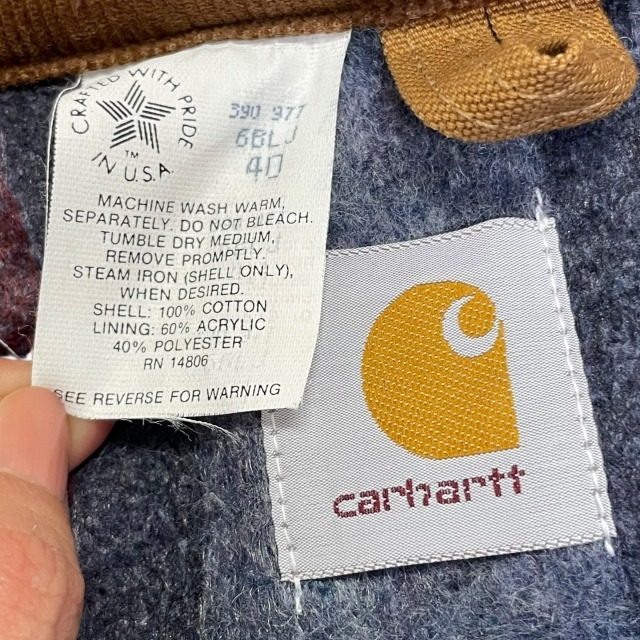 CRAFTED WITH PRIDE
TM
IN U.S.A.
390 977
6BLJ
40
MACHINE WASH WARM,
SEPARATELY. DO NOT BLEACH.
TUMBLE DRY MEDIUM,
REMOVE PROMPTLY.
STEAM IRON (SHELL ONLY),
WHEN DESIRED.
SHELL: 100% COTTON
LINING: 60% ACRYLIC
40% POLYESTER
RN 14806
SEE REVERSE FOR WARNING
carhartt